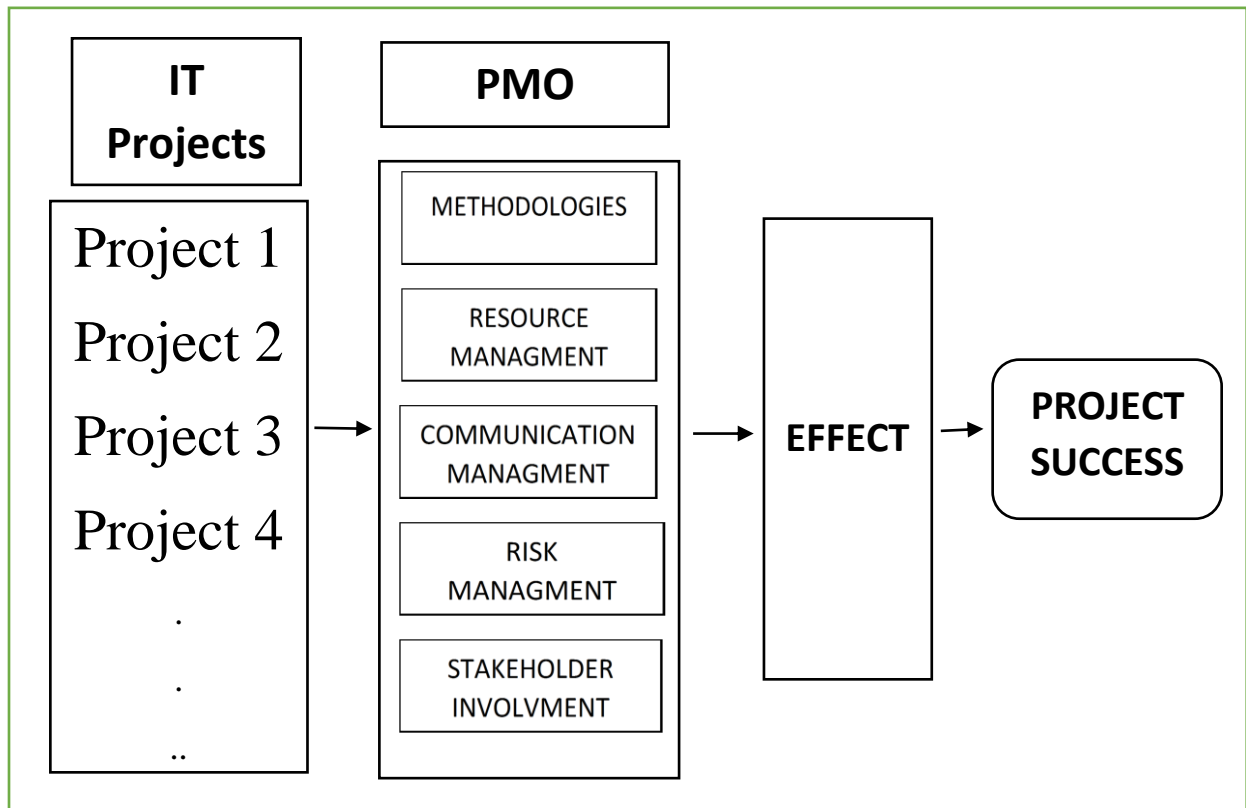 IT
Projects
PMO
Project 1
Project 2
Project 3
Project 4
.
.
..
METHODOLOGIES
RESOURCE
MANAGMENT
COMMUNICATION
MANAGMENT
RISK
MANAGMENT
STAKEHOLDER
INVOLVMENT
EFFECT
PROJECT
SUCCESS